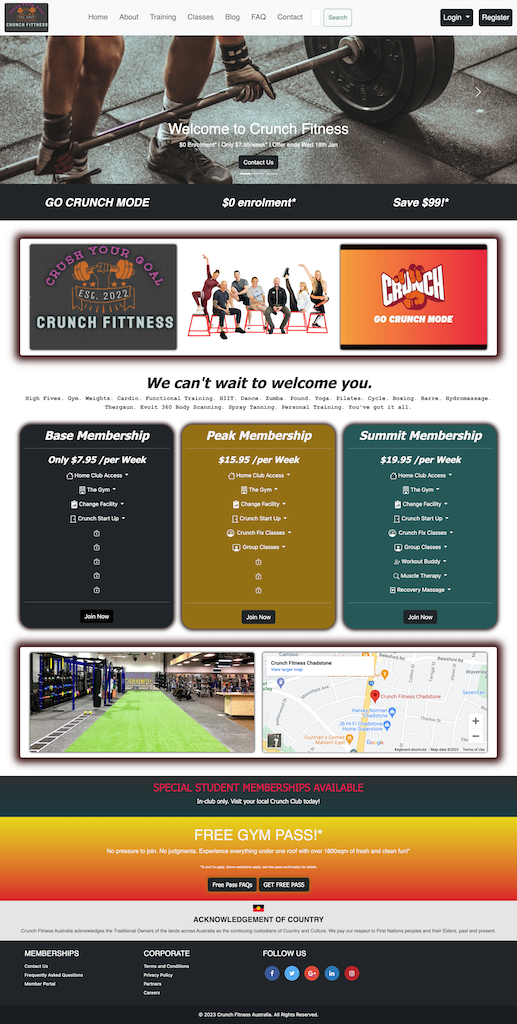 CRUNCH FITTNESS
Home About Training Classes Blog FAQ Contact Search Login Register
Welcome to Crunch Fitness
$0 Enrolment* | Only $7.95/week* | Offer ends Wed 18th Jan
Contact Us
GO CRUNCH MODE $0 enrolment* Save $99!*
CRUSH YOUR GOAL
EST. 2022
CRUNCH FITTNESS
CRUNCH
GO CRUNCH MODE
We can't wait to welcome you.
High Fives. Gym. Weights. Cardio. Functional Training. HIIT. Dance. Zumba. Pound. Yoga. Pilates. Cycle. Boxing. Barre. Hydromassage.
Thergaun. Evolt 360 Body Scanning. Spray Tanning. Personal Training. You've got it all.
Base Membership
Only $7.95 /per Week
Home Club Access
The Gym
Change Facility
Crunch Start Up
Join Now
Peak Membership
$15.95 /per Week
Home Club Access
The Gym
Change Facility
Crunch Start Up
Crunch Fix Classes
Group Classes
Join Now
Summit Membership
$19.95 /per Week
Home Club Access
The Gym
Change Facility
Crunch Start Up
Crunch Fix Classes
Group Classes
Workout Buddy
Muscle Therapy
Recovery Massage
Join Now
Crunch Fitness Chadstone
View larger map
Batesford Rd
Batesford Rd
Waverley
SevenTan
Crunch Fitness Chadstone
Harvey Norman
Chadstone
JB Hi-Fi Chadstone
Home Superstore
Guzman y Gomez
Malvern East
Google
Keyboard shortcuts Map data ©2023 Terms of Use
SPECIAL STUDENT MEMBERSHIPS AVAILABLE
In-club only. Visit your local Crunch Club today!
FREE GYM PASS!*
No pressure to join. No judgments. Experience everything under one roof with over 1800sqm of fresh and clean fun!*
*T's and Cs apply. Some restrictions apply, see free pass confirmation for details.
Free Pass FAQs GET FREE PASS
ACKNOWLEDGEMENT OF COUNTRY
Crunch Fitness Australia acknowledges the Traditional Owners of the lands across Australia as the continuing custodians of Country and Culture. We pay our respect to First Nations peoples and their Elders, past and present.
MEMBERSHIPS
Contact Us
Frequently Asked Questions
Member Portal
CORPORATE
Terms and Conditions
Privacy Policy
Partners
Careers
FOLLOW US
© 2023 Crunch Fitness Australia. All Rights Reserved.